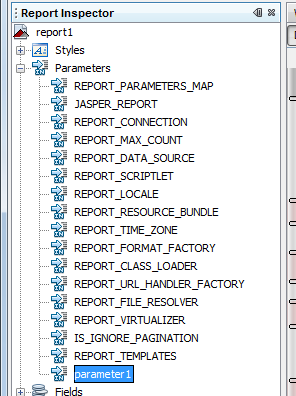 Report Inspector
report1
Styles
Parameters
REPORT_PARAMETERS_MAP
JASPER_REPORT
REPORT_CONNECTION
REPORT_MAX_COUNT
REPORT_DATA_SOURCE
REPORT_SCRIPTLET
REPORT_LOCALE
REPORT_RESOURCE_BUNDLE
REPORT_TIME_ZONE
REPORT_FORMAT_FACTORY
REPORT_CLASS_LOADER
REPORT_URL_HANDLER_FACTORY
REPORT_FILE_RESOLVER
REPORT_VIRTUALIZER
IS_IGNORE_PAGINATION
REPORT_TEMPLATES
parameter1
Fields